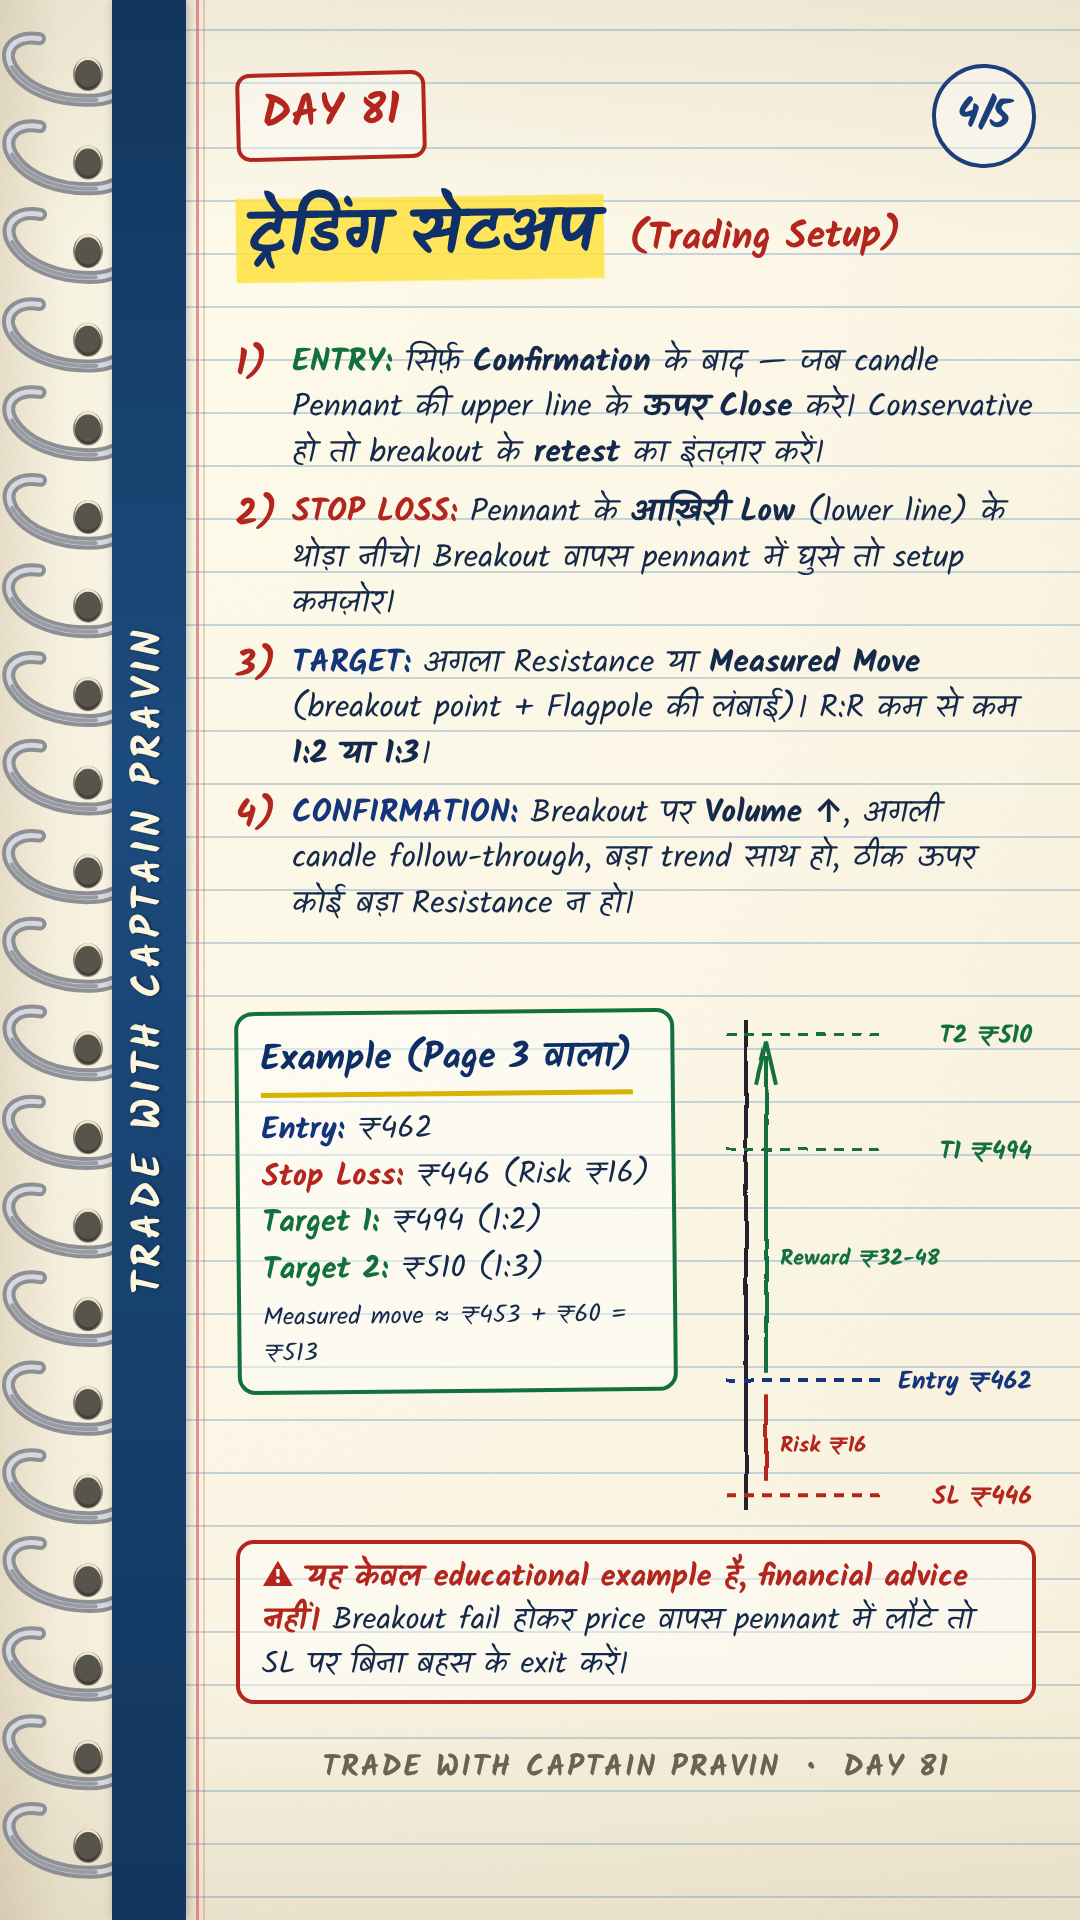 DAY 81
4/5
ट्रेडिंग सेटअप (Trading Setup)
1) ENTRY: सिर्फ़ Confirmation के बाद — जब candle
Pennant की upper line के ऊपर Close करे। Conservative
हो तो breakout के retest का इंतज़ार करें।
2) STOP LOSS: Pennant के आख़िरी Low (lower line) के
थोड़ा नीचे। Breakout वापस pennant में घुसे तो setup
कमज़ोर।
3) TARGET: अगला Resistance या Measured Move
(breakout point + Flagpole की लंबाई)। R:R कम से कम
1:2 या 1:3।
4) CONFIRMATION: Breakout पर Volume ↑, अगली
candle follow-through, बड़ा trend साथ हो, ठीक ऊपर
कोई बड़ा Resistance न हो।
TRADE WITH CAPTAIN PRAVIN
Example (Page 3 वाला)
Entry: ₹462
Stop Loss: ₹446 (Risk ₹16)
Target 1: ₹494 (1:2)
Target 2: ₹510 (1:3)
Measured move ≈ ₹453 + ₹60 =
₹513
T2 ₹510
T1 ₹494
Reward ₹32-48
Entry ₹462
Risk ₹16
SL ₹446
⚠ यह केवल educational example है, financial advice
नहीं। Breakout fail होकर price वापस pennant में लौटे तो
SL पर बिना बहस के exit करें।
TRADE WITH CAPTAIN PRAVIN · DAY 81